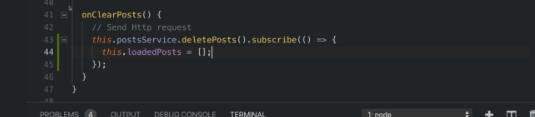 40
41 onClearPosts() {
42 // Send Http request
43 this.postsService.deletePosts().subscribe(() => {
44 this.loadedPosts = [];
45 });
46 }
47 }
48
PROBLEMS 4 OUTPUT DEBUG CONSOLE TERMINAL 1: node